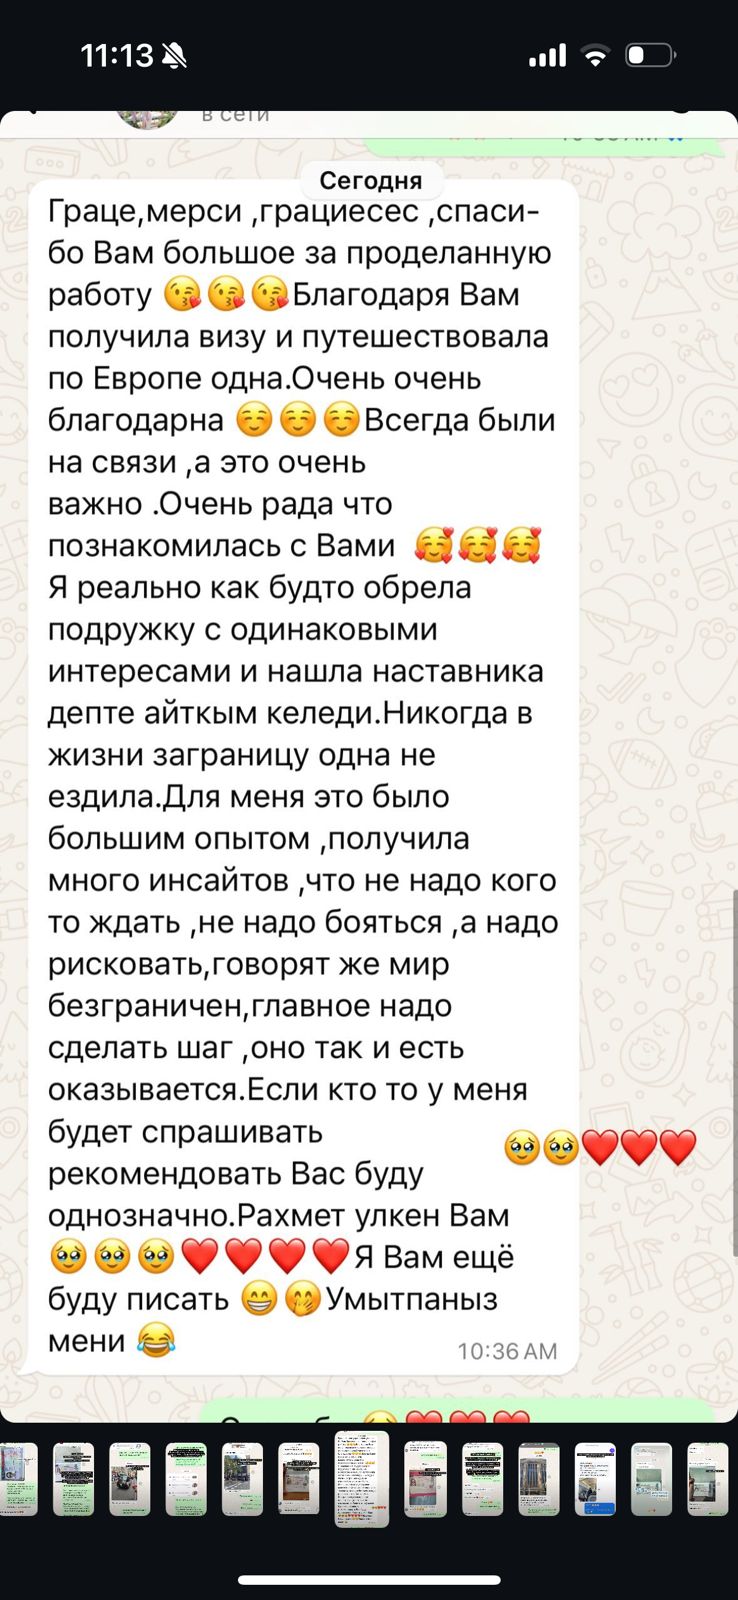 11:13
в сети
Сегодня
Граце,мерси ,грациесес ,спаси-
бо Вам большое за проделанную
работу 😘😘😘Благодаря Вам
получила визу и путешествовала
по Европе одна.Очень очень
благодарна ☺️☺️☺️Всегда были
на связи ,а это очень
важно .Очень рада что
познакомилась с Вами 🥰🥰🥰
Я реально как будто обрела
подружку с одинаковыми
интересами и нашла наставника
депте айткым келеди.Никогда в
жизни заграницу одна не
ездила.Для меня это было
большим опытом ,получила
много инсайтов ,что не надо кого
то ждать ,не надо бояться ,а надо
рисковать,говорят же мир
безграничен,главное надо
сделать шаг ,оно так и есть
оказывается.Если кто то у меня
будет спрашивать
🥹🥹❤️❤️❤️
рекомендовать Вас буду
однозначно.Рахмет улкен Вам
🥹🥹🥹❤️❤️❤️❤️Я Вам ещё
буду писать 😁🤭Умытпаныз
мени 😂
10:36 AM